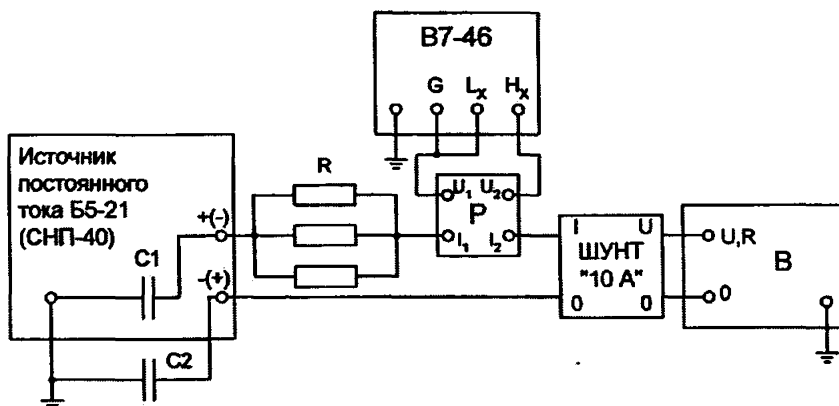 В7-46
G Lₓ Hₓ
Источник
постоянного
тока Б5-21
(СНП-40)
+(-)
-(+)
C1
C2
R
U₁ U₂
P
I₁ I₂
I U
ШУНТ
"10 А"
0 0
U,R
В
0